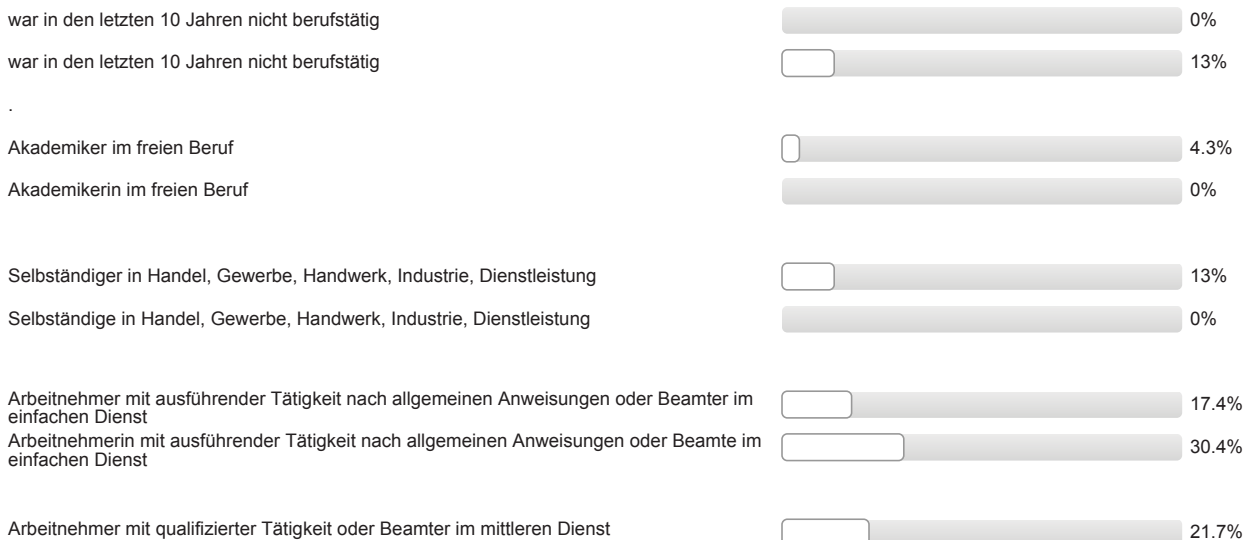 war in den letzten 10 Jahren nicht berufstätig 0%
war in den letzten 10 Jahren nicht berufstätig 13%
.
Akademiker im freien Beruf 4.3%
Akademikerin im freien Beruf 0%
Selbständiger in Handel, Gewerbe, Handwerk, Industrie, Dienstleistung 13%
Selbständige in Handel, Gewerbe, Handwerk, Industrie, Dienstleistung 0%
Arbeitnehmer mit ausführender Tätigkeit nach allgemeinen Anweisungen oder Beamter im 17.4%
einfachen Dienst
Arbeitnehmerin mit ausführender Tätigkeit nach allgemeinen Anweisungen oder Beamte im 30.4%
einfachen Dienst
Arbeitnehmer mit qualifizierter Tätigkeit oder Beamter im mittleren Dienst 21.7%